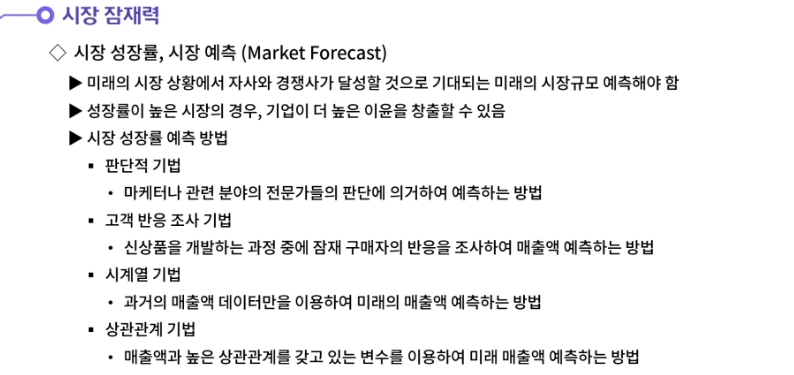 시장 잠재력
◇ 시장 성장률, 시장 예측 (Market Forecast)
▶ 미래의 시장 상황에서 자사와 경쟁사가 달성할 것으로 기대되는 미래의 시장규모 예측해야 함
▶ 성장률이 높은 시장의 경우, 기업이 더 높은 이윤을 창출할 수 있음
▶ 시장 성장률 예측 방법
▪ 판단적 기법
• 마케터나 관련 분야의 전문가들의 판단에 의거하여 예측하는 방법
▪ 고객 반응 조사 기법
• 신상품을 개발하는 과정 중에 잠재 구매자의 반응을 조사하여 매출액 예측하는 방법
▪ 시계열 기법
• 과거의 매출액 데이터만을 이용하여 미래의 매출액 예측하는 방법
▪ 상관관계 기법
• 매출액과 높은 상관관계를 갖고 있는 변수를 이용하여 미래 매출액 예측하는 방법